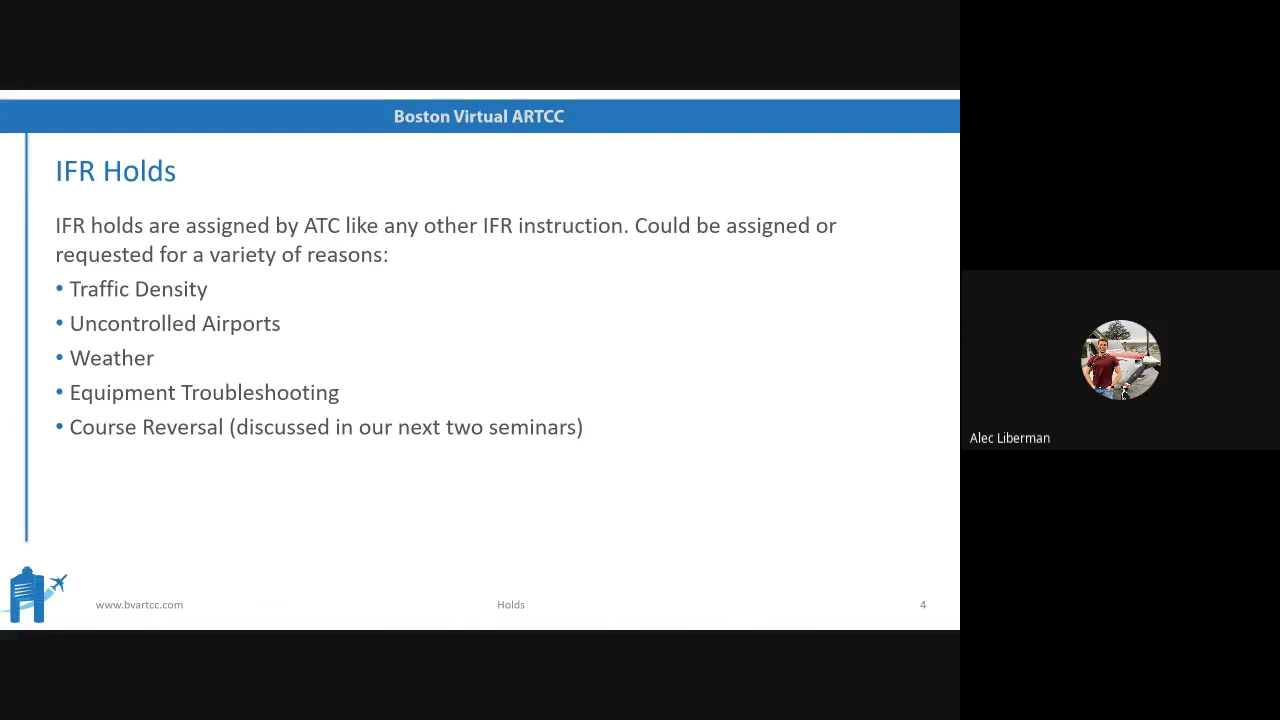 Boston Virtual ARTCC
IFR Holds
IFR holds are assigned by ATC like any other IFR instruction. Could be assigned or
requested for a variety of reasons:
• Traffic Density
• Uncontrolled Airports
• Weather
• Equipment Troubleshooting
• Course Reversal (discussed in our next two seminars)
www.bvartcc.com
Holds
4
Alec Liberman